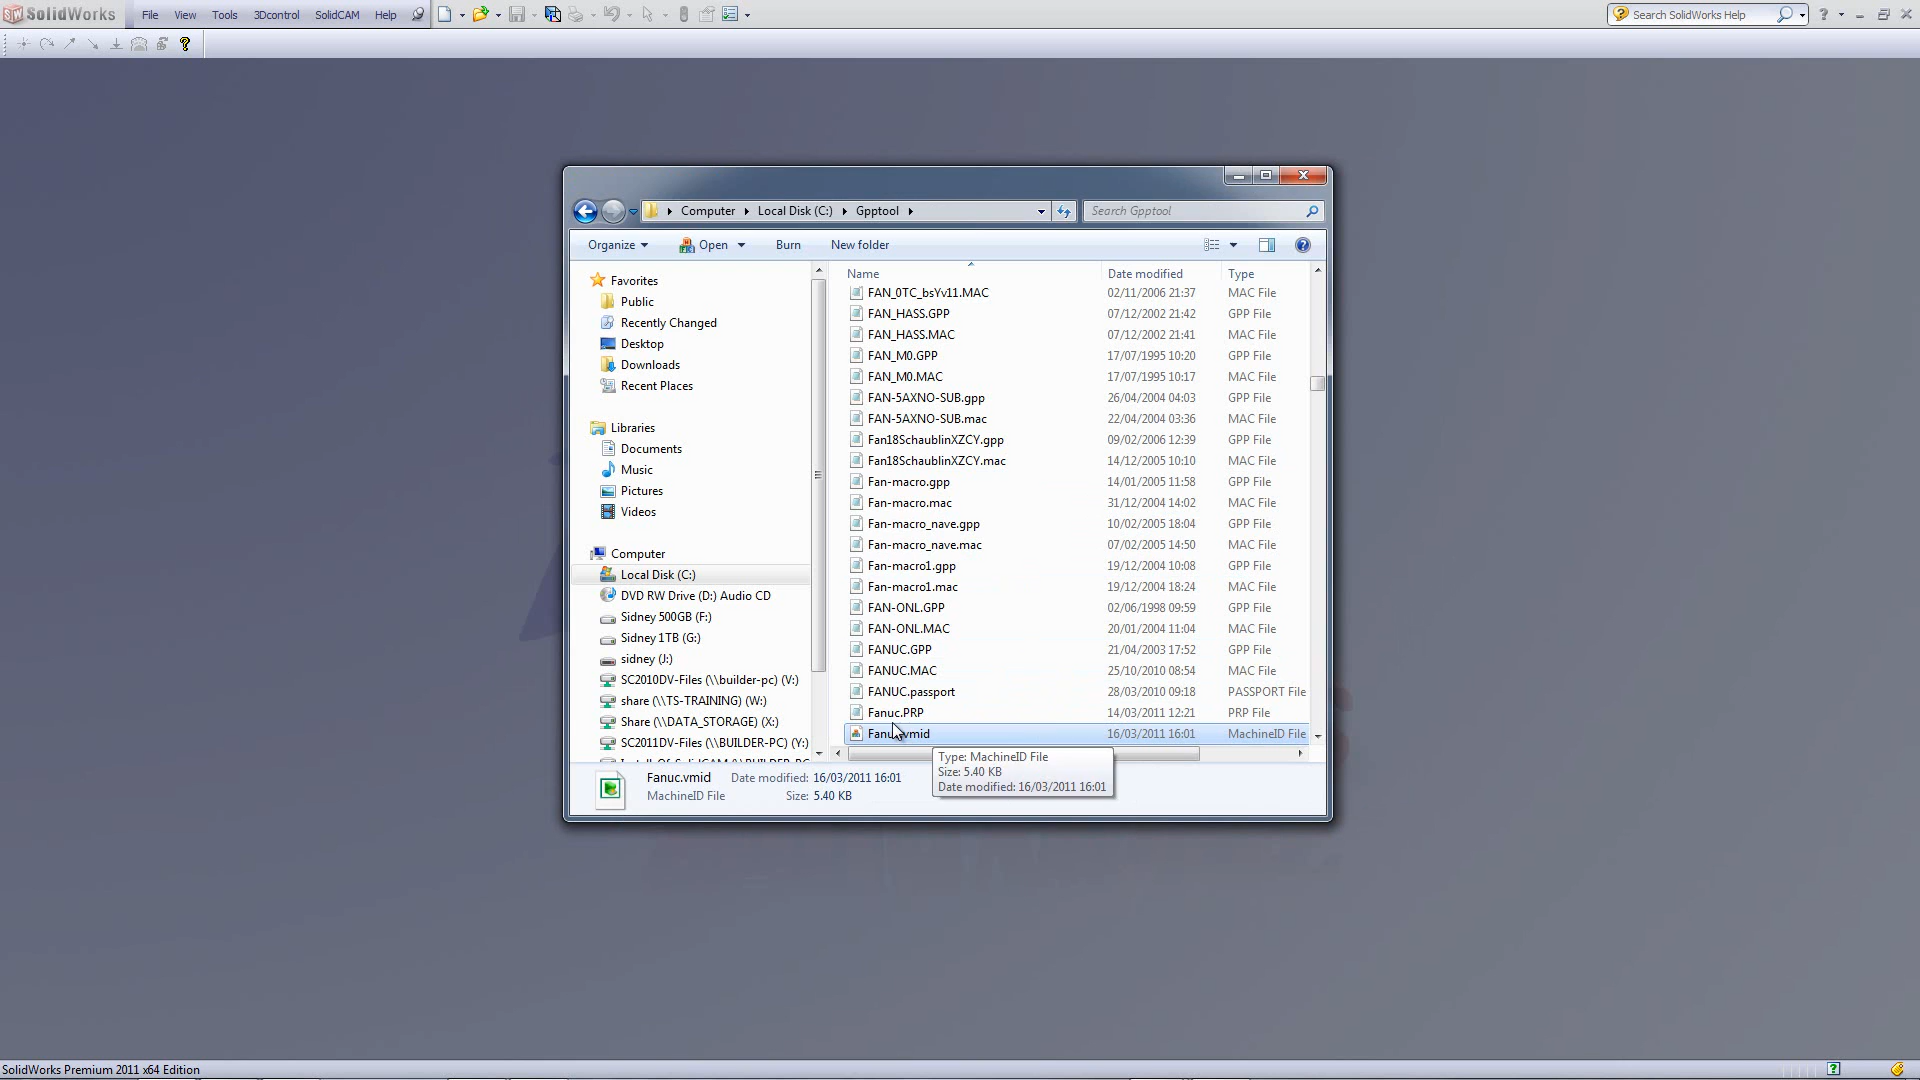 SolidWorks File View Tools 3Dcontrol SolidCAM Help Search SolidWorks Help
Computer Local Disk (C:) Gpptool Search Gpptool
Organize Open Burn New folder
Name Date modified Type
Favorites
Public
Recently Changed
Desktop
Downloads
Recent Places
Libraries
Documents
Music
Pictures
Videos
Computer
Local Disk (C:)
DVD RW Drive (D:) Audio CD
Sidney 500GB (F:)
Sidney 1TB (G:)
sidney (J:)
SC2010DV-Files (\\builder-pc) (V:)
share (\\TS-TRAINING) (W:)
Share (\\DATA_STORAGE) (X:)
SC2011DV-Files (\\BUILDER-PC) (Y:)
FAN_0TC_bsYv11.MAC 02/11/2006 21:37 MAC File
FAN_HASS.GPP 07/12/2002 21:42 GPP File
FAN_HASS.MAC 07/12/2002 21:41 MAC File
FAN_M0.GPP 17/07/1995 10:20 GPP File
FAN_M0.MAC 17/07/1995 10:17 MAC File
FAN-5AXNO-SUB.gpp 26/04/2004 04:03 GPP File
FAN-5AXNO-SUB.mac 22/04/2004 03:36 MAC File
Fan18SchaublinXZCY.gpp 09/02/2006 12:39 GPP File
Fan18SchaublinXZCY.mac 14/12/2005 10:10 MAC File
Fan-macro.gpp 14/01/2005 11:58 GPP File
Fan-macro.mac 31/12/2004 14:02 MAC File
Fan-macro_nave.gpp 10/02/2005 18:04 GPP File
Fan-macro_nave.mac 07/02/2005 14:50 MAC File
Fan-macro1.gpp 19/12/2004 10:08 GPP File
Fan-macro1.mac 19/12/2004 18:24 MAC File
FAN-ONL.GPP 02/06/1998 09:59 GPP File
FAN-ONL.MAC 20/01/2004 11:04 MAC File
FANUC.GPP 21/04/2003 17:52 GPP File
FANUC.MAC 25/10/2010 08:54 MAC File
FANUC.passport 28/03/2010 09:18 PASSPORT File
Fanuc.PRP 14/03/2011 12:21 PRP File
Fanuc.vmid 16/03/2011 16:01 MachineID File
Type: MachineID File
Size: 5.40 KB
Date modified: 16/03/2011 16:01
Fanuc.vmid Date modified: 16/03/2011 16:01
MachineID File Size: 5.40 KB
SolidWorks Premium 2011 x64 Edition